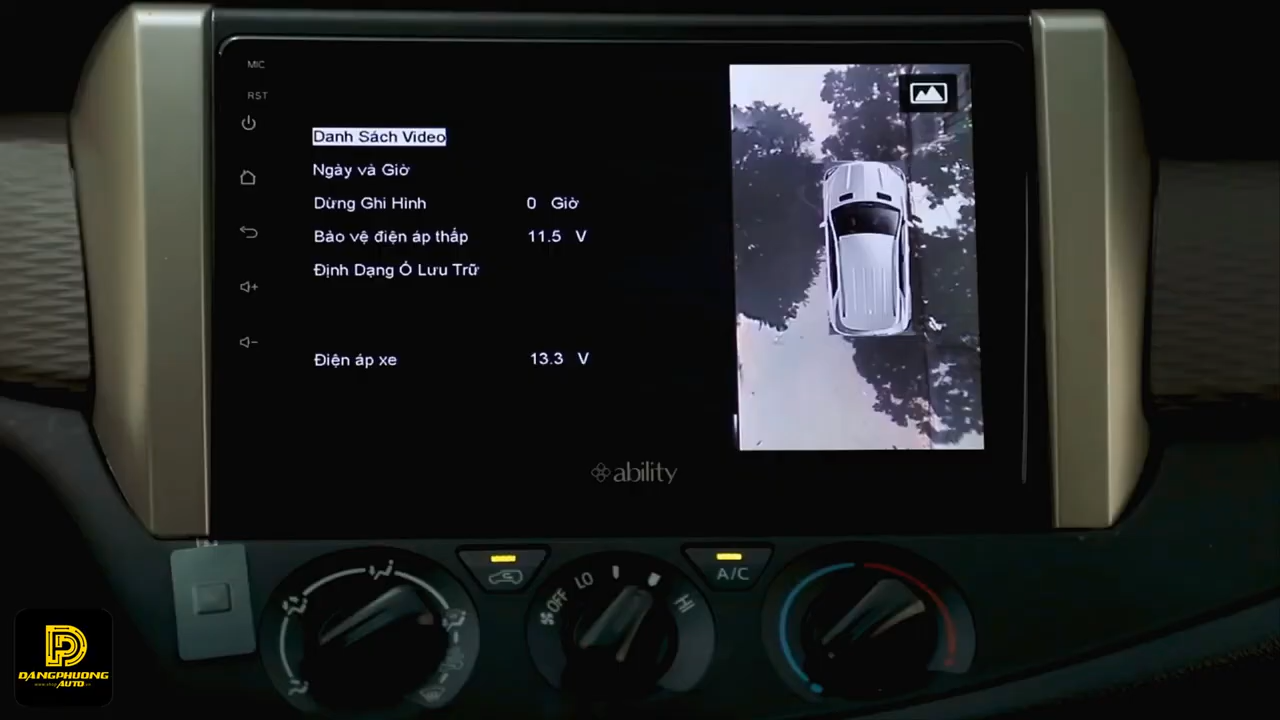 MIC
RST
Danh Sách Video
Ngày và Giờ
Dừng Ghi Hình 0 Giờ
Bảo vệ điện áp thấp 11.5 V
Định Dạng Ổ Lưu Trữ
Điện áp xe 13.3 V
ability
OFF LO HI
A/C
DANGPHUONG
AUTO